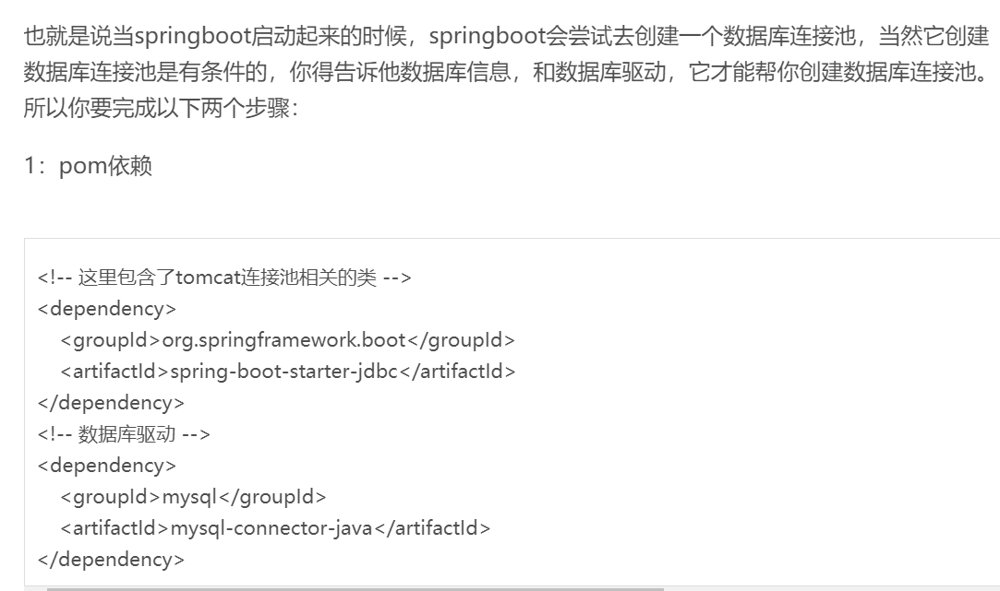 也就是说当springboot启动起来的时候，springboot会尝试去创建一个数据库连接池，当然它创建
数据库连接池是有条件的，你得告诉他数据库信息，和数据库驱动，它才能帮你创建数据库连接池。
所以你要完成以下两个步骤：
1：pom依赖
<!-- 这里包含了tomcat连接池相关的类 -->
<dependency>
    <groupId>org.springframework.boot</groupId>
    <artifactId>spring-boot-starter-jdbc</artifactId>
</dependency>
<!-- 数据库驱动 -->
<dependency>
    <groupId>mysql</groupId>
    <artifactId>mysql-connector-java</artifactId>
</dependency>